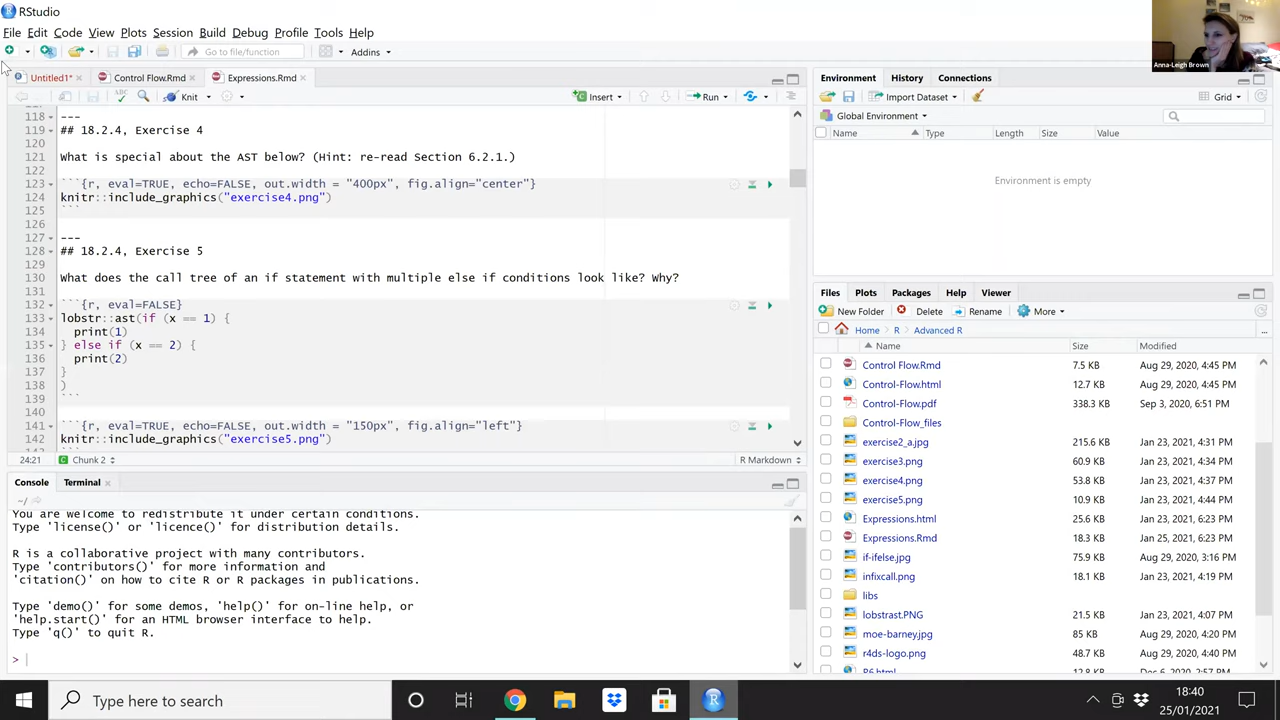 RStudio
File Edit Code View Plots Session Build Debug Profile Tools Help
Go to file/function
Addins
Anna-Leigh Brown
Untitled1* Control Flow.Rmd Expressions.Rmd
Knit Insert Run
118 ---
119 ## 18.2.4, Exercise 4
120
121 What is special about the AST below? (Hint: re-read Section 6.2.1.)
122
123 ```{r, eval=TRUE, echo=FALSE, out.width = "400px", fig.align="center"}
124 knitr::include_graphics("exercise4.png")
125 ```
126
127 ---
128 ## 18.2.4, Exercise 5
129
130 What does the call tree of an if statement with multiple else if conditions look like? Why?
131
132 ```{r, eval=FALSE}
133 lobstr::ast(if (x == 1) {
134 print(1)
135 } else if (x == 2) {
136 print(2)
137 }
138 )
139 ```
140
141 ```{r, eval=TRUE, echo=FALSE, out.width = "150px", fig.align="left"}
142 knitr::include_graphics("exercise5.png")
24:21 Chunk 2 R Markdown
Console Terminal
~/
You are welcome to redistribute it under certain conditions.
Type 'license()' or 'licence()' for distribution details.
R is a collaborative project with many contributors.
Type 'contributors()' for more information and
'citation()' on how to cite R or R packages in publications.
Type 'demo()' for some demos, 'help()' for on-line help, or
'help.start()' for an HTML browser interface to help.
Type 'q()' to quit R.
>
Environment History Connections
Import Dataset Grid
Global Environment
Name Type Length Size Value
Environment is empty
Files Plots Packages Help Viewer
New Folder Delete Rename More
Home R Advanced R ...
Name Size Modified
Control Flow.Rmd 7.5 KB Aug 29, 2020, 4:45 PM
Control-Flow.html 12.7 KB Aug 29, 2020, 4:45 PM
Control-Flow.pdf 338.3 KB Sep 3, 2020, 6:51 PM
Control-Flow_files
exercise2_a.jpg 215.6 KB Jan 23, 2021, 4:31 PM
exercise3.png 60.9 KB Jan 23, 2021, 4:34 PM
exercise4.png 53.8 KB Jan 23, 2021, 4:37 PM
exercise5.png 10.9 KB Jan 23, 2021, 4:44 PM
Expressions.html 25.6 KB Jan 23, 2021, 6:23 PM
Expressions.Rmd 18.3 KB Jan 25, 2021, 6:23 PM
if-ifelse.jpg 75.9 KB Aug 29, 2020, 3:16 PM
infixcall.png 18.1 KB Jan 23, 2021, 4:19 PM
libs
lobstrast.PNG 21.5 KB Jan 23, 2021, 4:07 PM
moe-barney.jpg 85 KB Aug 29, 2020, 4:20 PM
r4ds-logo.png 48.7 KB Aug 29, 2020, 4:40 PM
Type here to search
18:40
25/01/2021